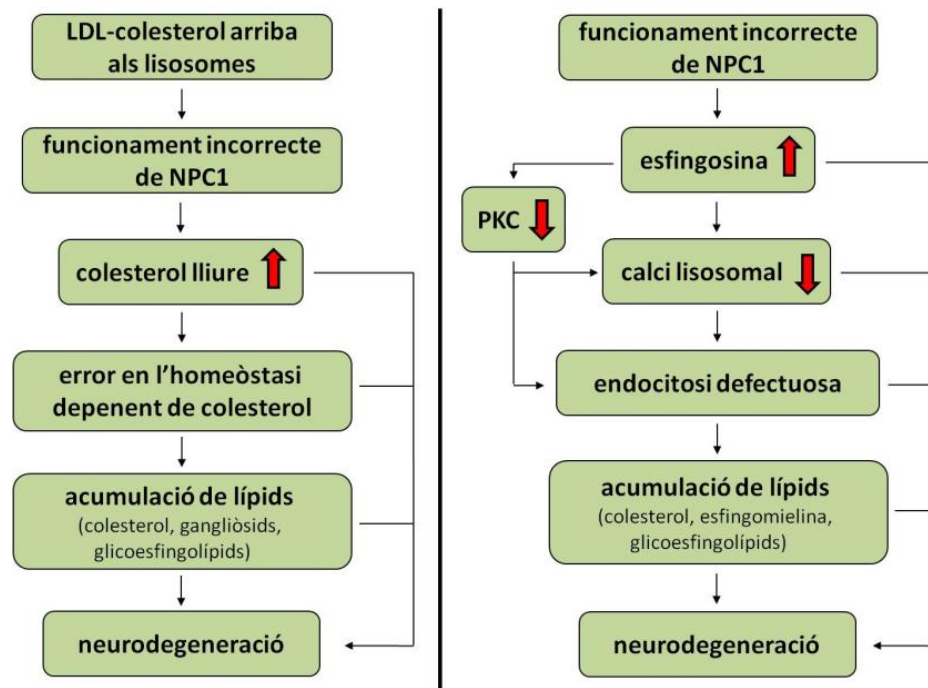 LDL-colesterol arriba
als lisosomes
funcionament incorrecte
de NPC1
colesterol lliure
error en l'homeòstasi
depenent de colesterol
acumulació de lípids
(colesterol, gangliòsids,
glicoesfingolípids)
neurodegeneració
funcionament incorrecte
de NPC1
esfingosina
PKC
calci lisosomal
endocitosi defectuosa
acumulació de lípids
(colesterol, esfingomielina,
glicoesfingolípids)
neurodegeneració